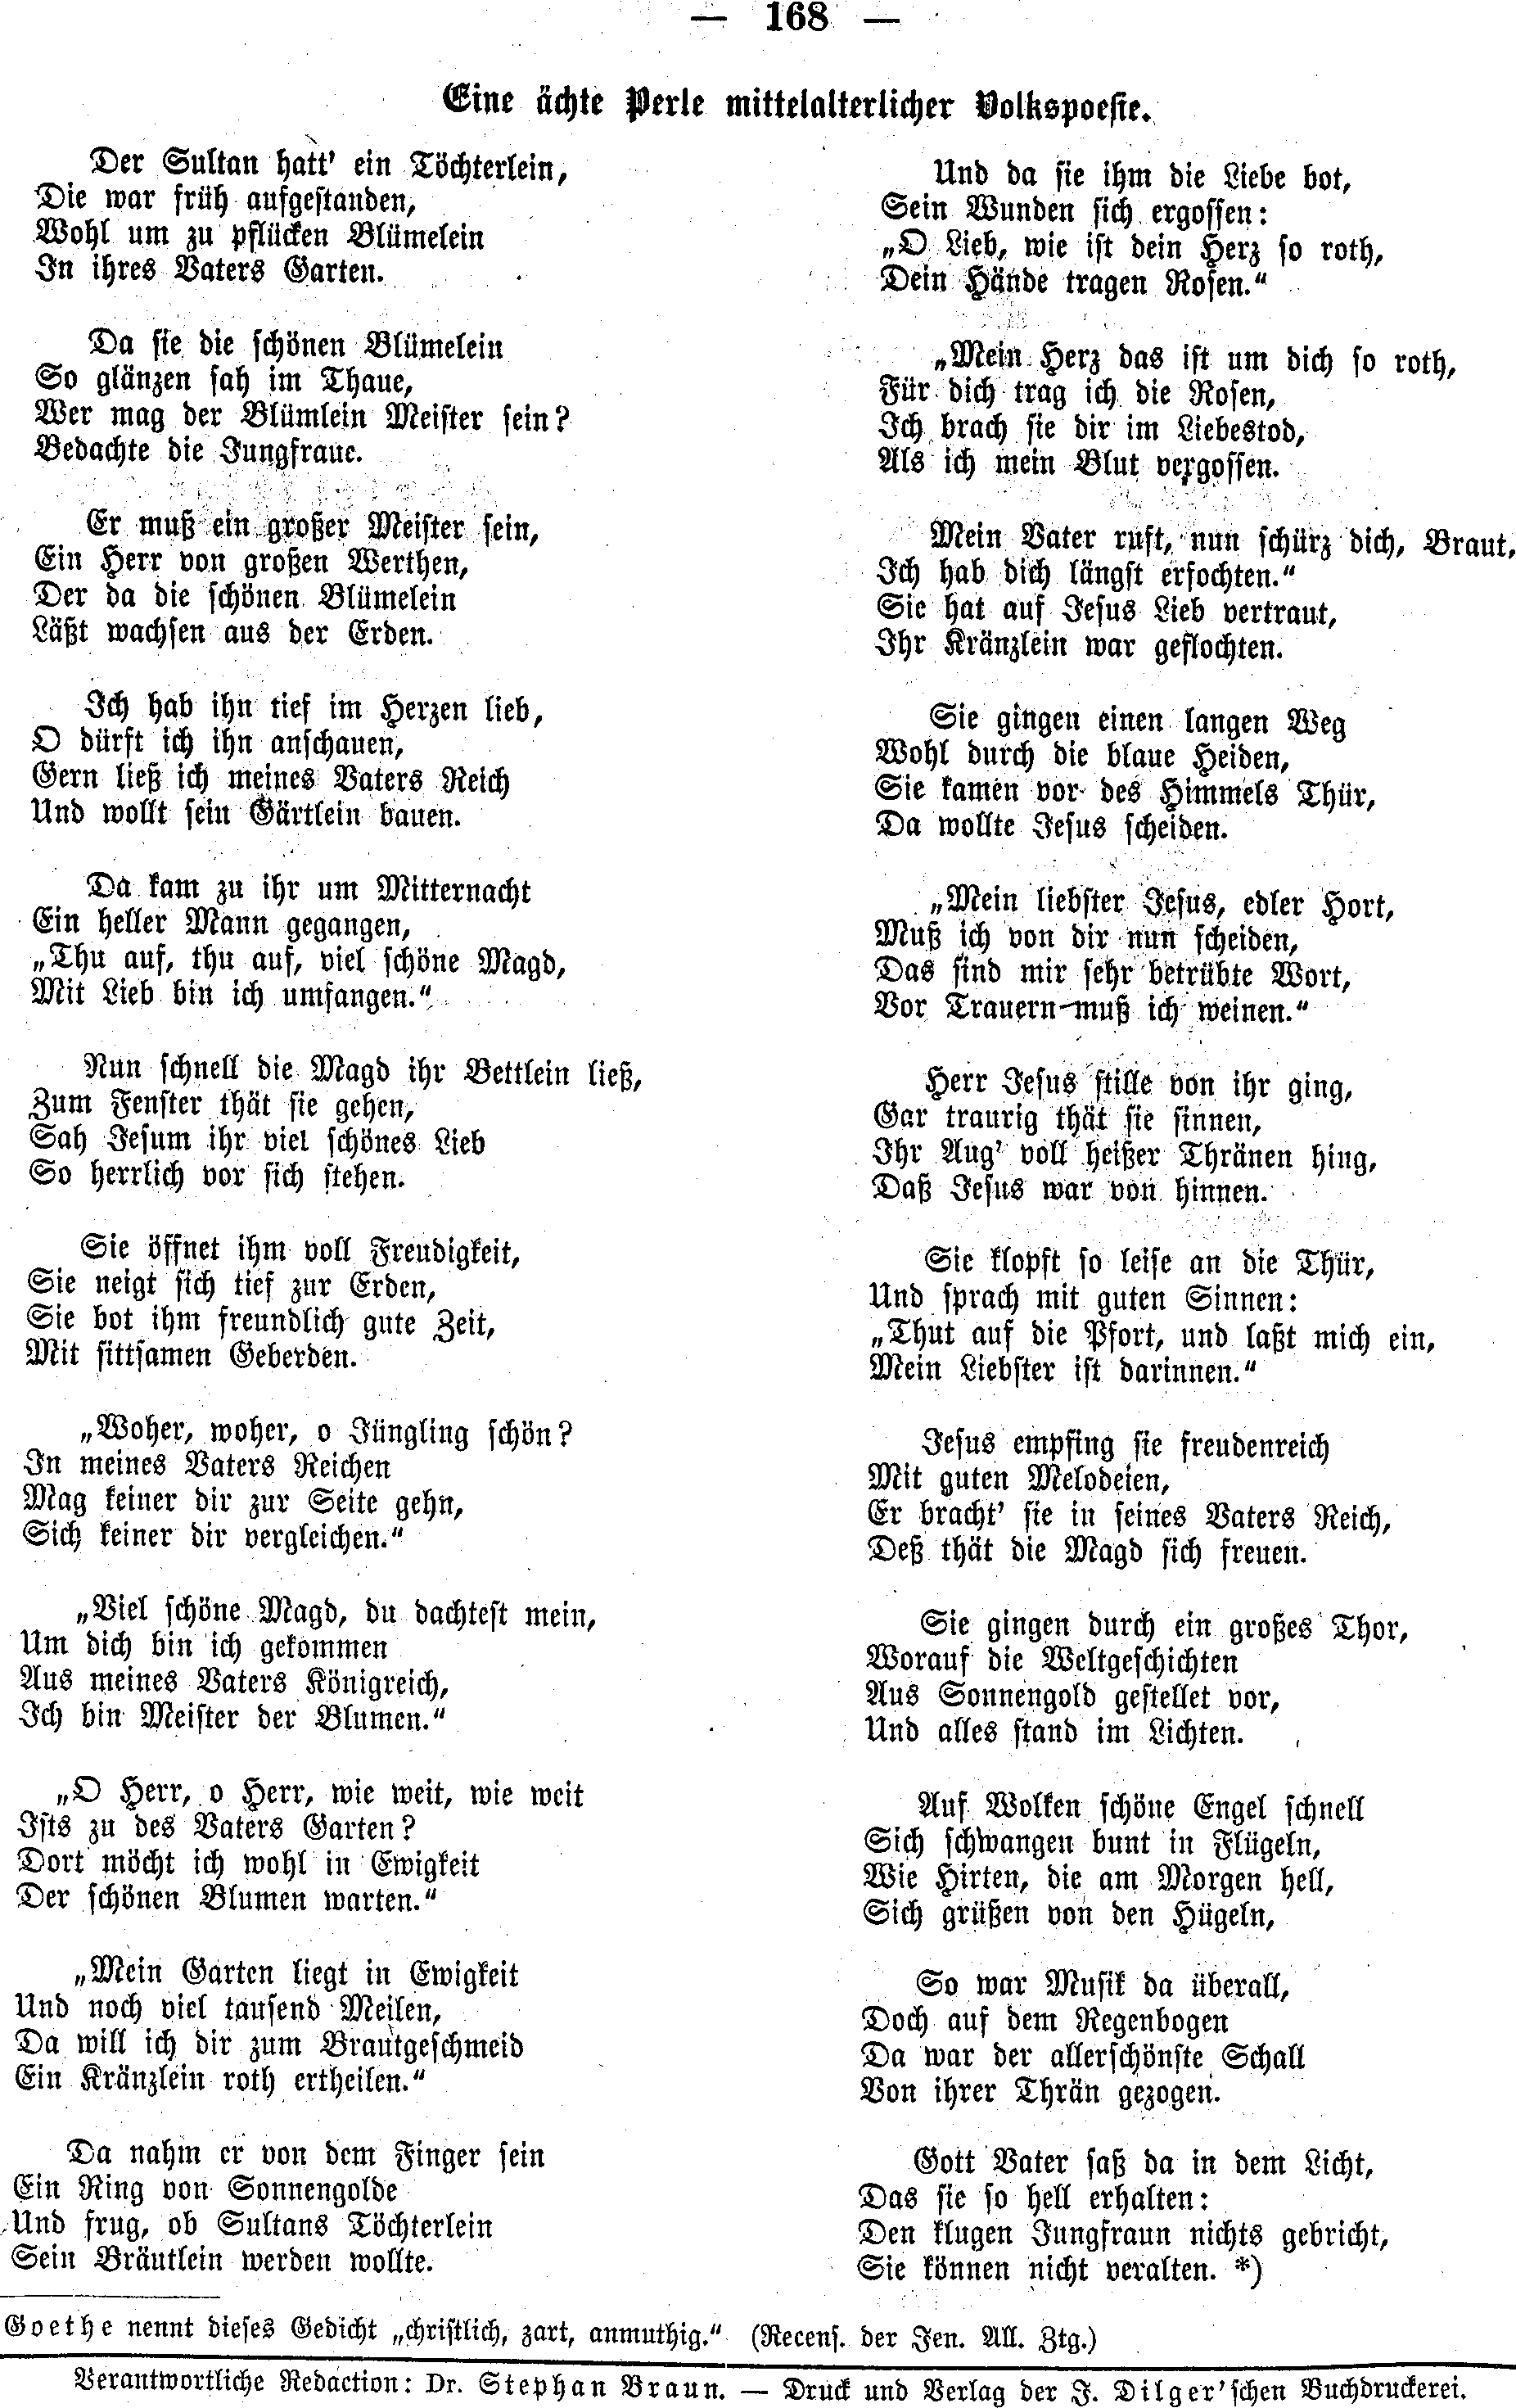 — 168 —
Eine ächte Perle mittelalterlicher Volkspoesie.
Der Sultan hatt' ein Töchterlein,
Die war früh aufgestanden,
Wohl um zu pflücken Blümelein
In ihres Vaters Garten.
Da sie die schönen Blümelein
So glänzen sah im Thaue,
Wer mag der Blümlein Meister sein?
Bedachte die Jungfraue.
Er muß ein großer Meister sein,
Ein Herr von großen Werthen,
Der da die schönen Blümelein
Läßt wachsen aus der Erden.
Ich hab ihn tief im Herzen lieb,
O dürft ich ihn anschauen,
Gern ließ ich meines Vaters Reich
Und wollt sein Gärtlein bauen.
Da kam zu ihr um Mitternacht
Ein heller Mann gegangen,
„Thu auf, thu auf, viel schöne Magd,
Mit Lieb bin ich umfangen.“
Nun schnell die Magd ihr Bettlein ließ,
Zum Fenster thät sie gehen,
Sah Jesum ihr viel schönes Lieb
So herrlich vor sich stehen.
Sie öffnet ihm voll Freudigkeit,
Sie neigt sich tief zur Erden,
Sie bot ihm freundlich gute Zeit,
Mit sittsamen Geberden.
„Woher, woher, o Jüngling schön?
In meines Vaters Reichen
Mag keiner dir zur Seite gehn,
Sich keiner dir vergleichen.“
„Viel schöne Magd, du dachtest mein,
Um dich bin ich gekommen
Aus meines Vaters Königreich,
Ich bin Meister der Blumen.“
„O Herr, o Herr, wie weit, wie weit
Ists zu des Vaters Garten?
Dort möcht ich wohl in Ewigkeit
Der schönen Blumen warten.“
„Mein Garten liegt in Ewigkeit
Und noch viel tausend Meilen,
Da will ich dir zum Brautgeschmeid
Ein Kränzlein roth ertheilen.“
Da nahm er von dem Finger sein
Ein Ring von Sonnengolde
Und frug, ob Sultans Töchterlein
Sein Bräutlein werden wollte.
Und da sie ihm die Liebe bot,
Sein Wunden sich ergossen:
„O Lieb, wie ist dein Herz so roth,
Dein Hände tragen Rosen.“
„Mein Herz das ist um dich so roth,
Für dich trag ich die Rosen,
Ich brach sie dir im Liebestod,
Als ich mein Blut vergossen.
Mein Vater ruft, nun schürz dich, Braut,
Ich hab dich längst erfochten.“
Sie hat auf Jesus Lieb vertraut,
Ihr Kränzlein war geflochten.
Sie gingen einen langen Weg
Wohl durch die blaue Heiden,
Sie kamen vor des Himmels Thür,
Da wollte Jesus scheiden.
„Mein liebster Jesus, edler Hort,
Muß ich von dir nun scheiden,
Das sind mir sehr betrübte Wort,
Vor Trauern muß ich weinen.“
Herr Jesus stille von ihr ging,
Gar traurig thät sie sinnen,
Ihr Aug' voll heißer Thränen hing,
Daß Jesus war von hinnen.
Sie klopft so leise an die Thür,
Und sprach mit guten Sinnen:
„Thut auf die Pfort, und laßt mich ein,
Mein Liebster ist darinnen.“
Jesus empfing sie freudenreich
Mit guten Melodeien,
Er bracht' sie in seines Vaters Reich,
Deß thät die Magd sich freuen.
Sie gingen durch ein großes Thor,
Worauf die Weltgeschichten
Aus Sonnengold gestellet vor,
Und alles stand im Lichten.
Auf Wolken schöne Engel schnell
Sich schwangen bunt in Flügeln,
Wie Hirten, die am Morgen hell,
Sich grüßen von den Hügeln,
So war Musik da überall,
Doch auf dem Regenbogen
Da war der allerschönste Schall
Von ihrer Thrän gezogen.
Gott Vater saß da in dem Licht,
Das sie so hell erhalten:
Den klugen Jungfraun nichts gebricht,
Sie können nicht veralten. *)
Goethe nennt dieses Gedicht „christlich, zart, anmuthig.“ (Recens. der Jen. All. Ztg.)
Verantwortliche Redaction: Dr. Stephan Braun. — Druck und Verlag der J. Dilger'schen Buchdruckerei.